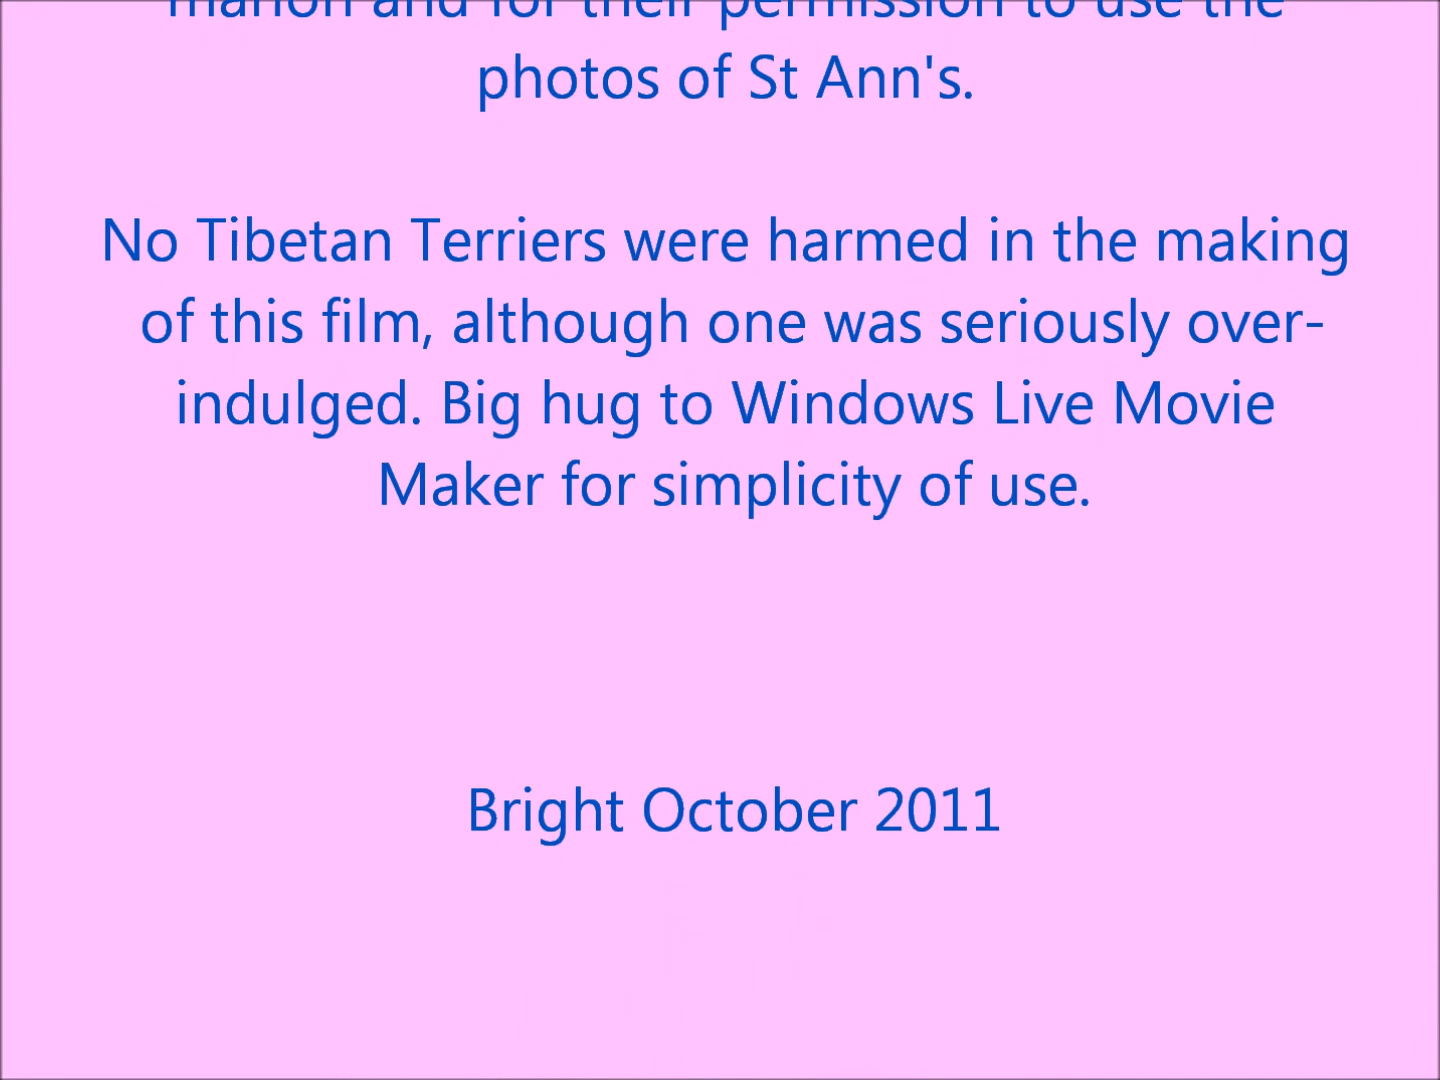 and for their permission to use the
photos of St Ann's.
No Tibetan Terriers were harmed in the making
of this film, although one was seriously over-
indulged. Big hug to Windows Live Movie
Maker for simplicity of use.
Bright October 2011